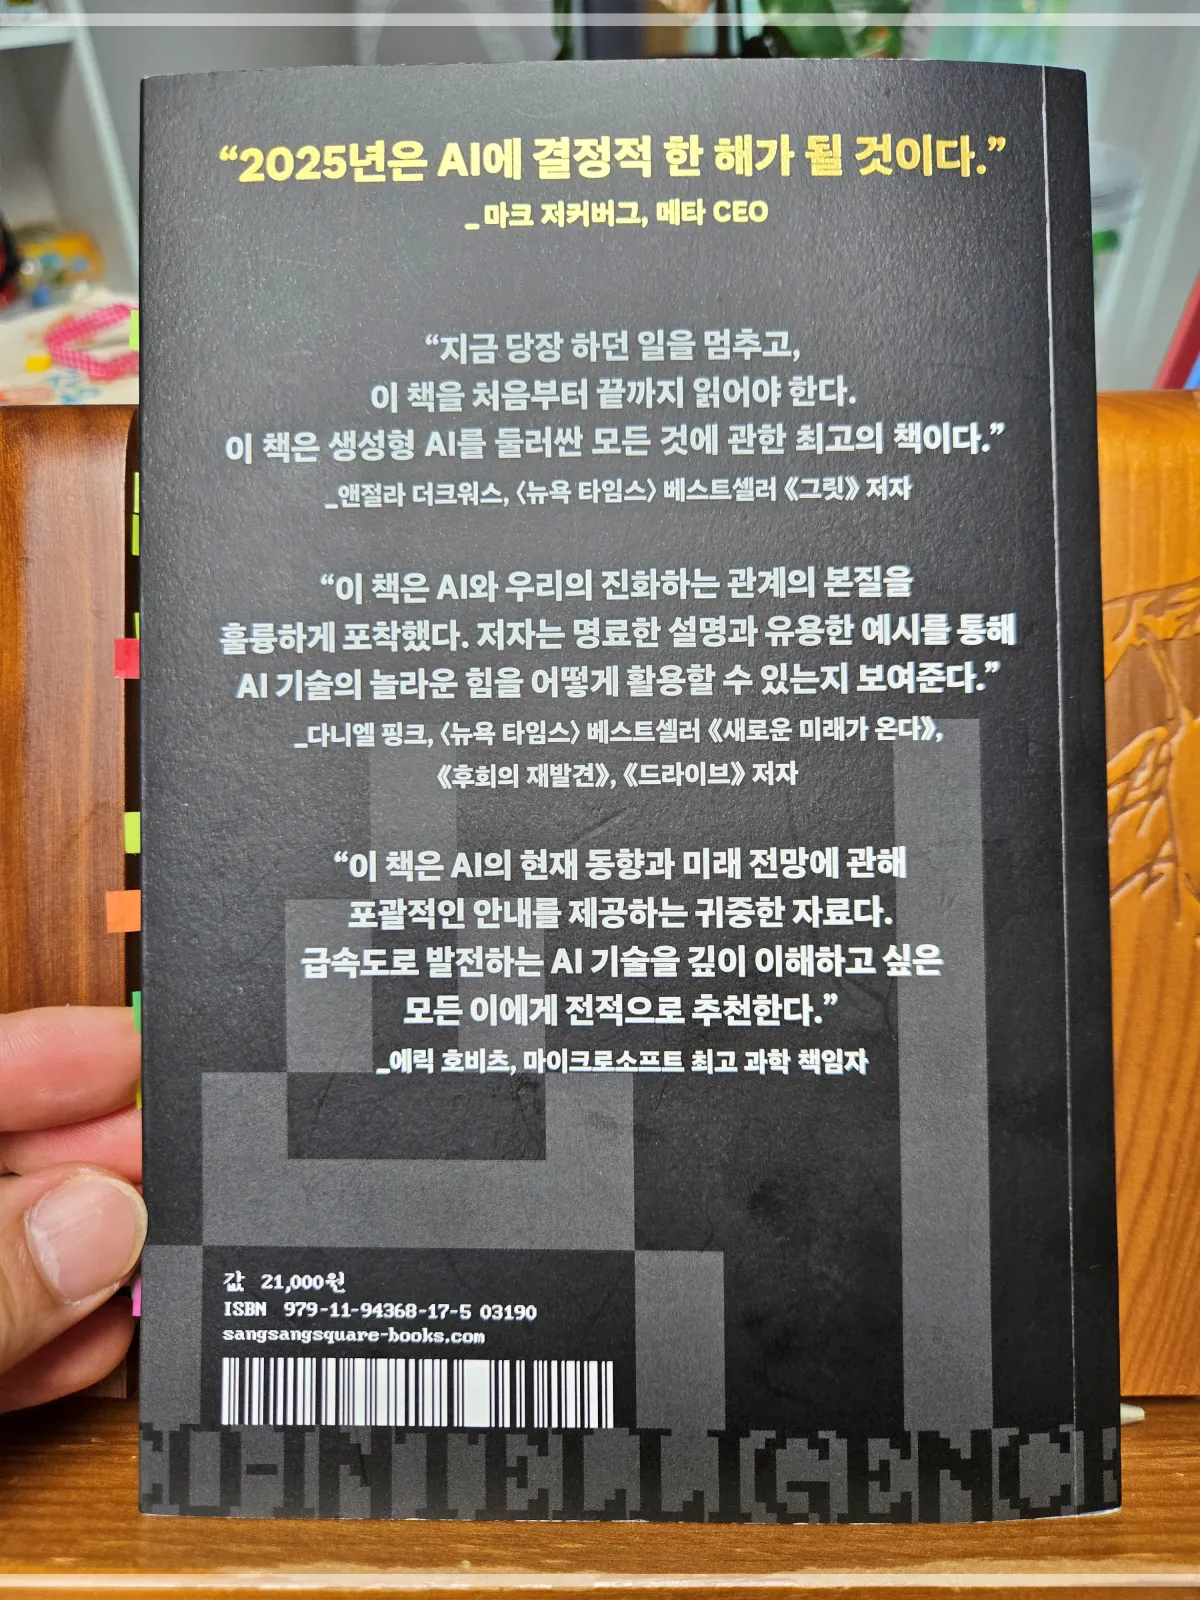 “2025년은 AI에 결정적 한 해가 될 것이다.”
_마크 저커버그, 메타 CEO
“지금 당장 하던 일을 멈추고,
이 책을 처음부터 끝까지 읽어야 한다.
이 책은 생성형 AI를 둘러싼 모든 것에 관한 최고의 책이다.”
_앤절라 더크워스, 〈뉴욕 타임스〉 베스트셀러 《그릿》 저자
“이 책은 AI와 우리의 진화하는 관계의 본질을
훌륭하게 포착했다. 저자는 명료한 설명과 유용한 예시를 통해
AI 기술의 놀라운 힘을 어떻게 활용할 수 있는지 보여준다.”
_다니엘 핑크, 〈뉴욕 타임스〉 베스트셀러 《새로운 미래가 온다》,
《후회의 재발견》, 《드라이브》 저자
“이 책은 AI의 현재 동향과 미래 전망에 관해
포괄적인 안내를 제공하는 귀중한 자료다.
급속도로 발전하는 AI 기술을 깊이 이해하고 싶은
모든 이에게 전적으로 추천한다.”
_에릭 호비츠, 마이크로소프트 최고 과학 책임자
값 21,000원
ISBN 979-11-94368-17-5 03190
sangsangsquare-books.com
CO-INTELLIGENCE